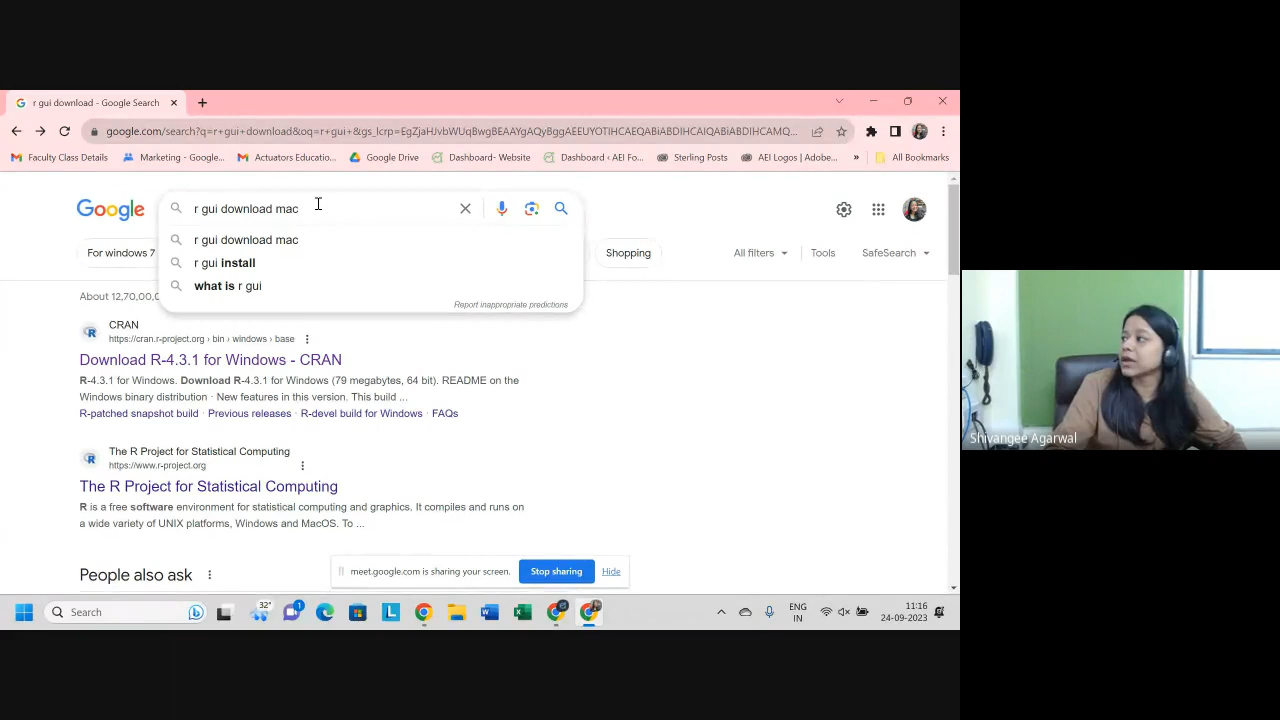 r gui download - Google Search
google.com/search?q=r+gui+download&oq=r+gui+&gs_lcrp=EgZjaHJvbWUqBwgBEAAYgAQyBggAEEUYOTIHCAEQABiABDIHCAIQABiABDIHCAMQ...
Faculty Class Details
Marketing - Google...
Actuators Educatio...
Google Drive
Dashboard- Website
Dashboard ‹ AEI Fo...
Sterling Posts
AEI Logos | Adobe...
»
All Bookmarks
Google
r gui download mac
r gui download mac
r gui install
what is r gui
Report inappropriate predictions
For windows 7
Shopping
All filters
Tools
SafeSearch
About 12,70,00,0
CRAN
https://cran.r-project.org › bin › windows › base
Download R-4.3.1 for Windows - CRAN
R-4.3.1 for Windows. Download R-4.3.1 for Windows (79 megabytes, 64 bit). README on the
Windows binary distribution · New features in this version. This build ...
R-patched snapshot build · Previous releases · R-devel build for Windows · FAQs
The R Project for Statistical Computing
https://www.r-project.org
The R Project for Statistical Computing
R is a free software environment for statistical computing and graphics. It compiles and runs on
a wide variety of UNIX platforms, Windows and MacOS. To ...
People also ask
meet.google.com is sharing your screen.
Stop sharing
Hide
Search
32°
1
ENG
IN
11:16
24-09-2023
Shivangee Agarwal